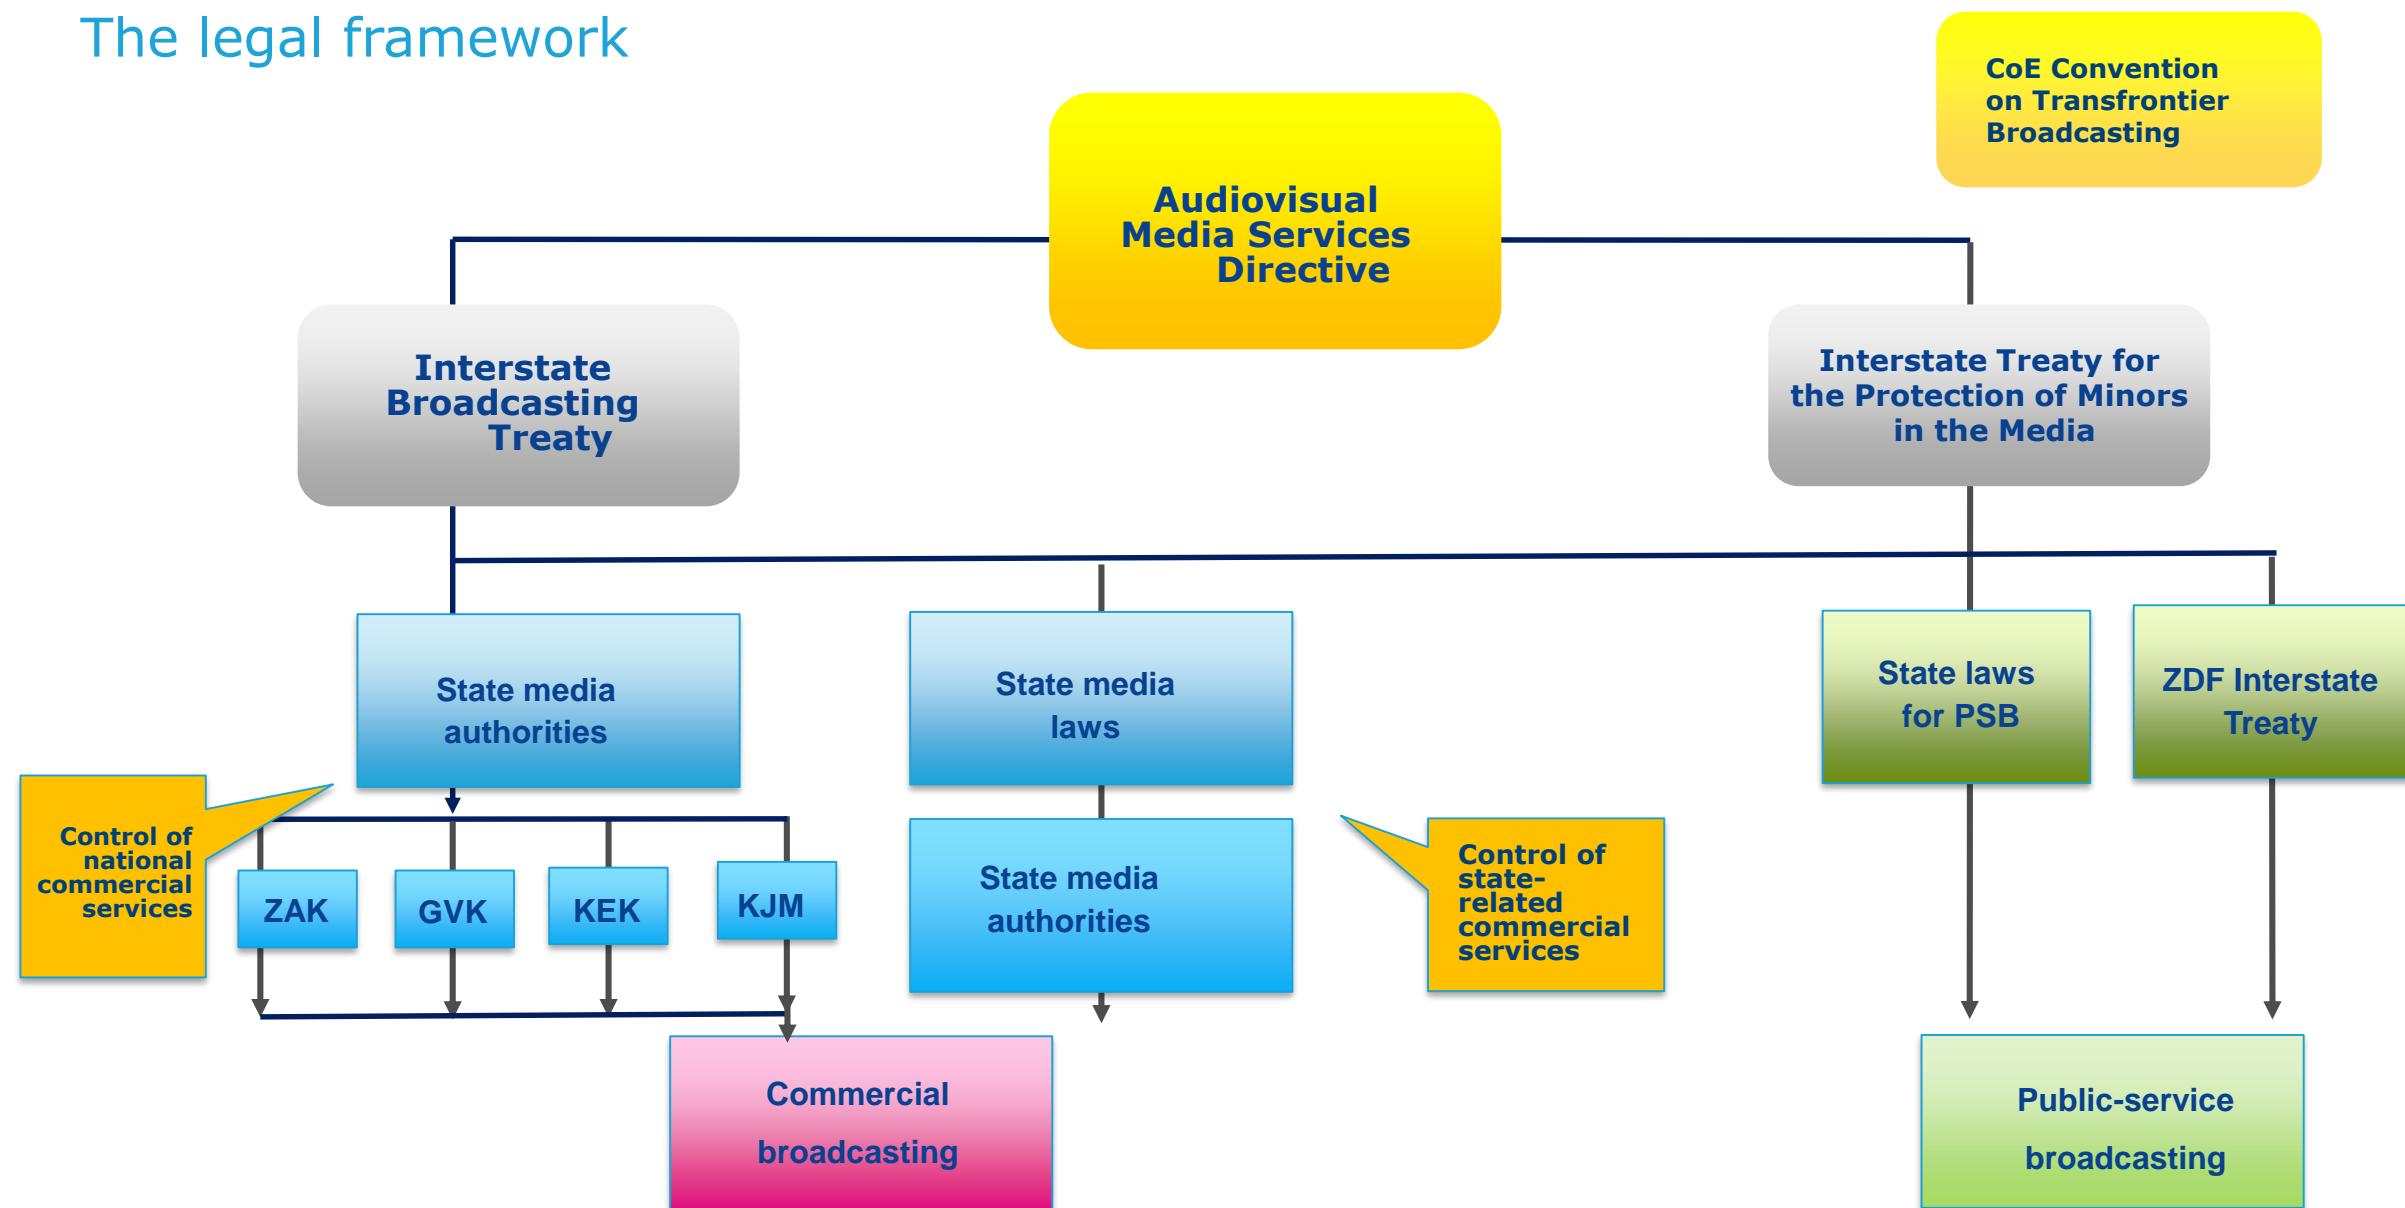 The legal framework
CoE Convention
on Transfrontier
Broadcasting
Audiovisual
Media Services
Directive
Interstate
Broadcasting
Treaty
Interstate Treaty for
the Protection of Minors
in the Media
State media
authorities
State media
laws
State laws
for PSB
ZDF Interstate
Treaty
Control of
national
commercial
services
ZAK
GVK
KEK
KJM
State media
authorities
Control of
state-
related
commercial
services
Commercial
broadcasting
Public-service
broadcasting